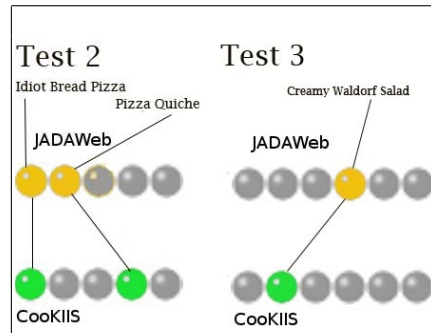 Test 2
Idiot Bread Pizza
Pizza Quiche
JADAWeb
CooKIIS
Test 3
Creamy Waldorf Salad
JADAWeb
CooKIIS